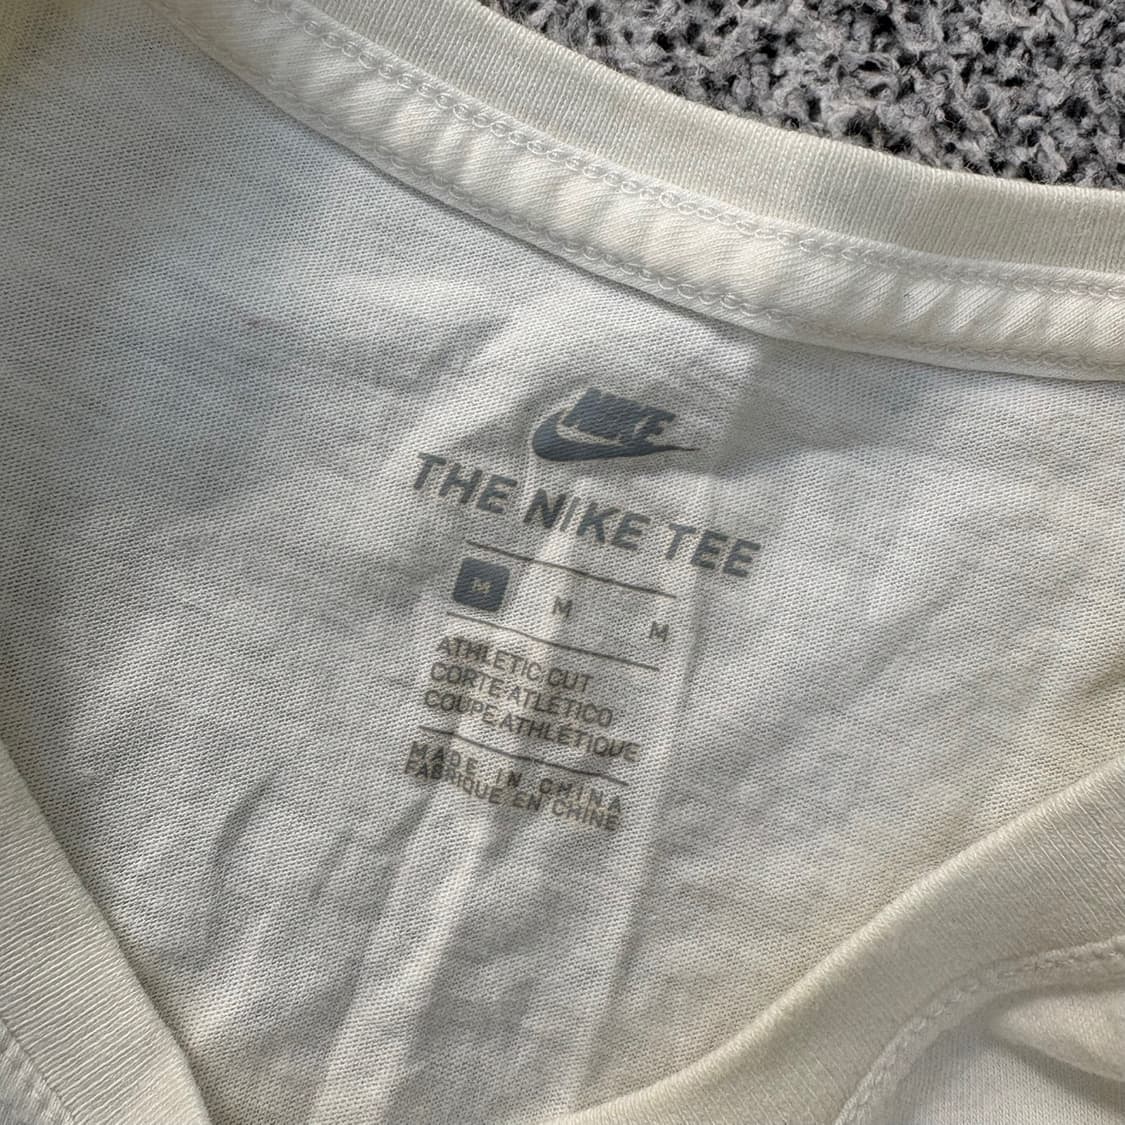 NIKE
THE NIKE TEE
M M M
ATHLETIC CUT
CORTE ATLÉTICO
COUPE ATHLÉTIQUE
MADE IN CHINA
FABRIQUÉ EN CHINE